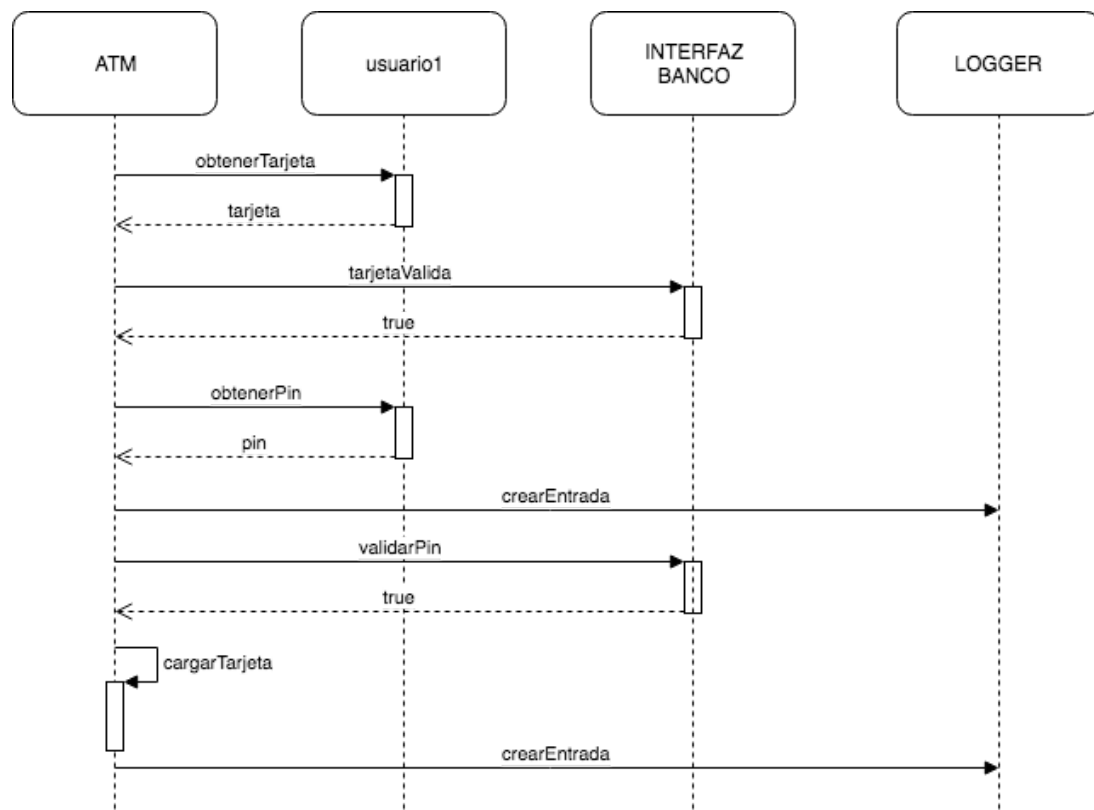 ATM
usuario1
INTERFAZ
BANCO
LOGGER
obtenerTarjeta
tarjeta
tarjetaValida
true
obtenerPin
pin
crearEntrada
validarPin
true
cargarTarjeta
crearEntrada